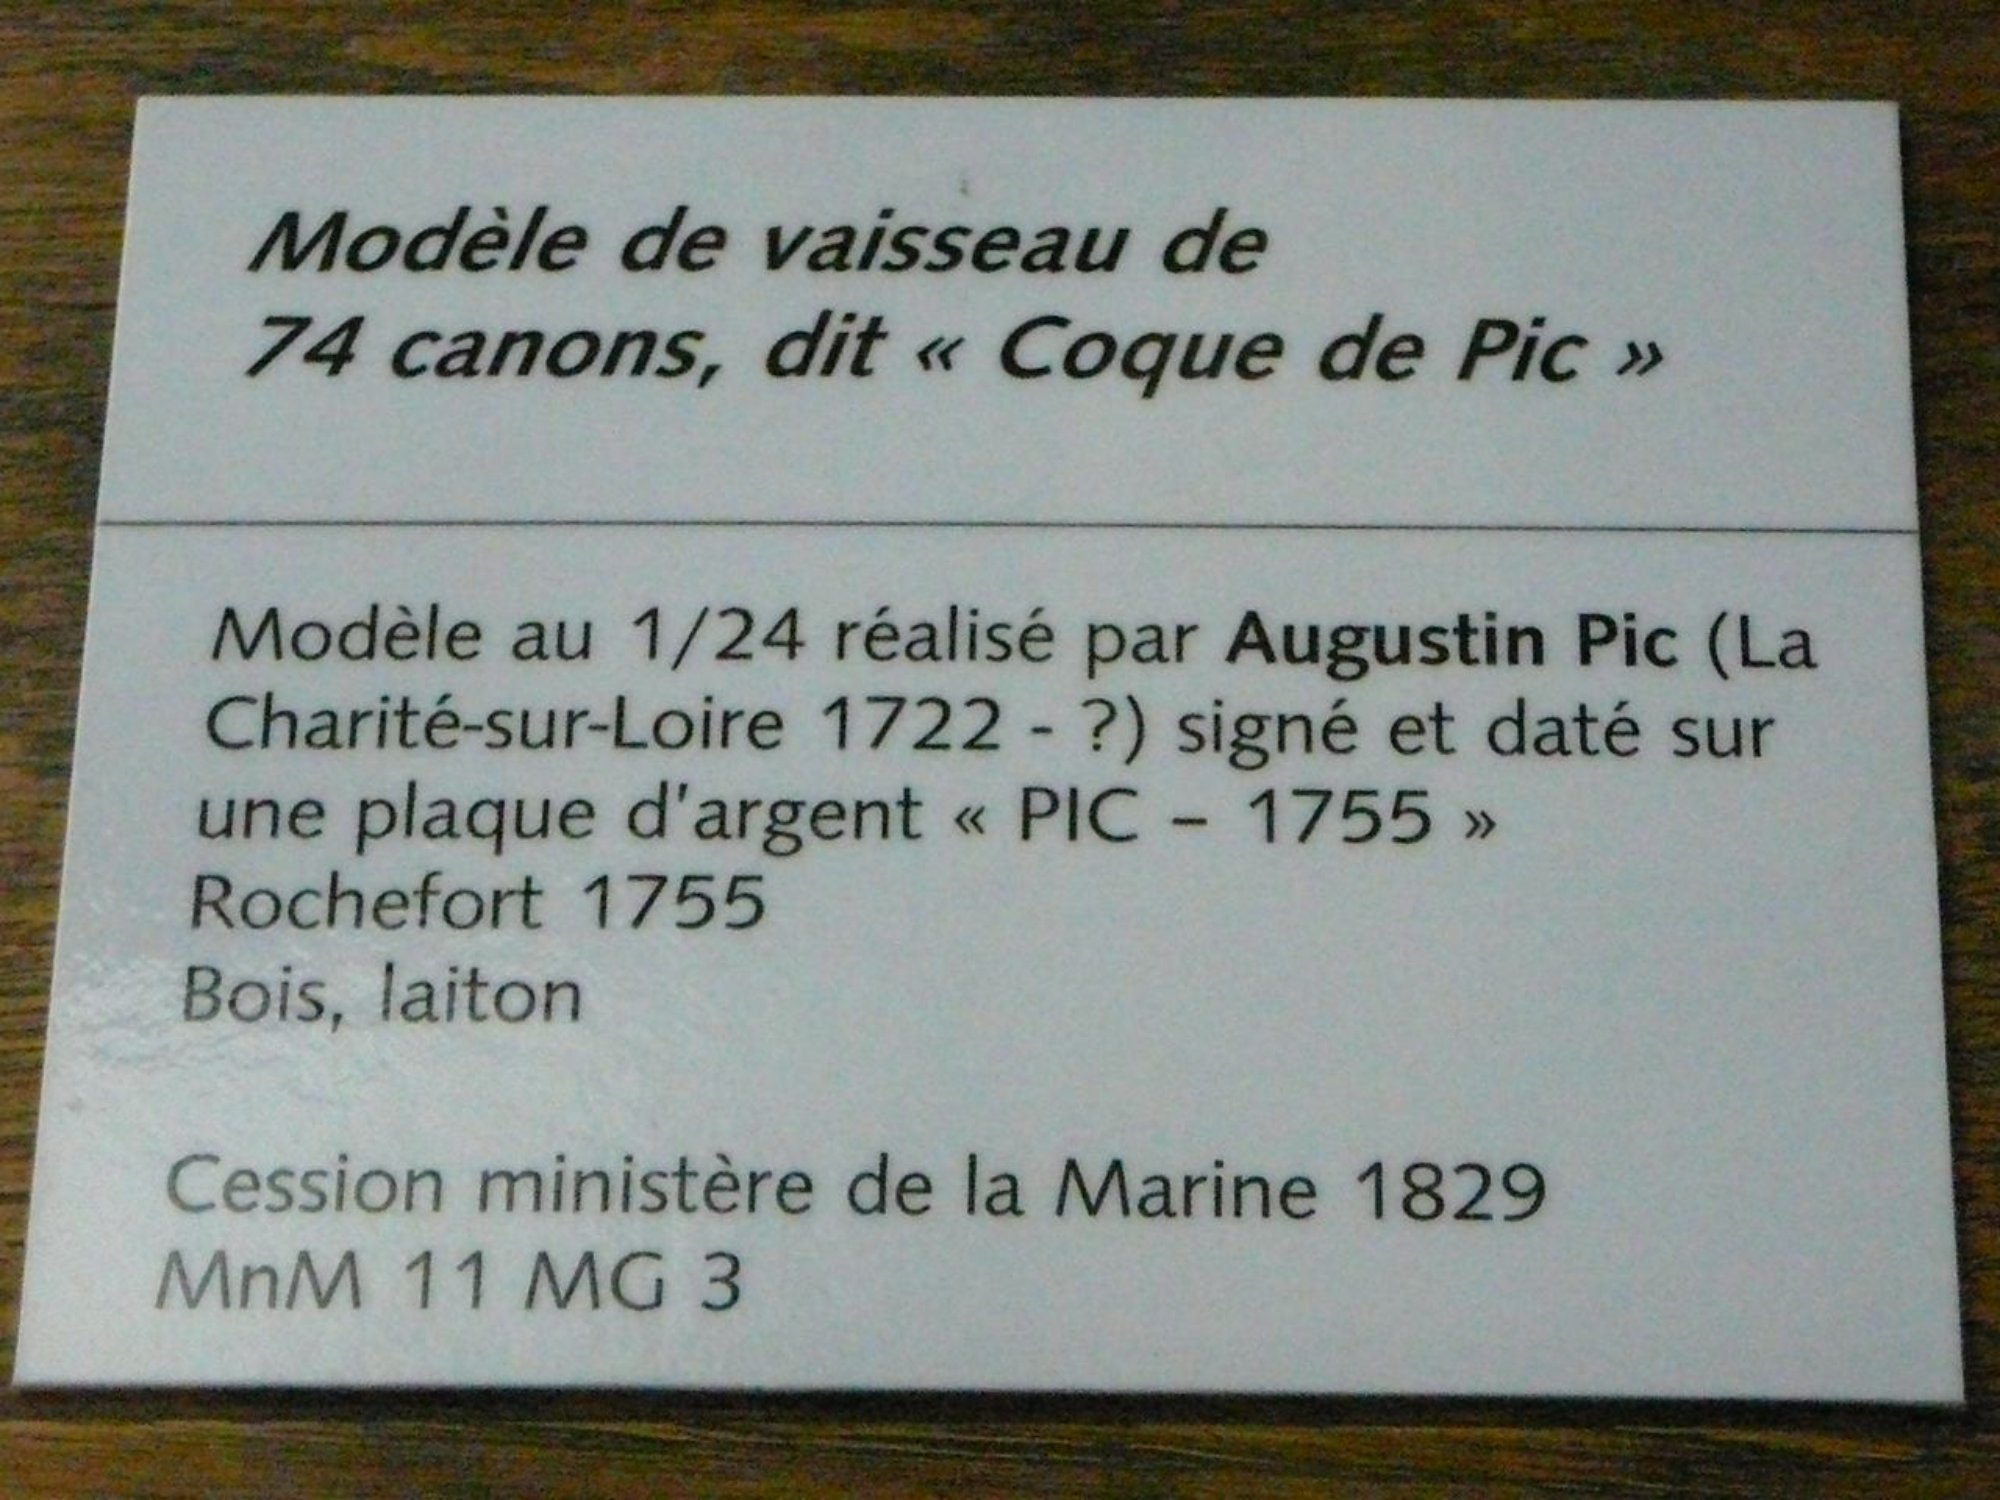 Modèle de vaisseau de
74 canons, dit « Coque de Pic »
Modèle au 1/24 réalisé par Augustin Pic (La
Charité-sur-Loire 1722 - ?) signé et daté sur
une plaque d'argent « PIC – 1755 »
Rochefort 1755
Bois, laiton
Cession ministère de la Marine 1829
MnM 11 MG 3